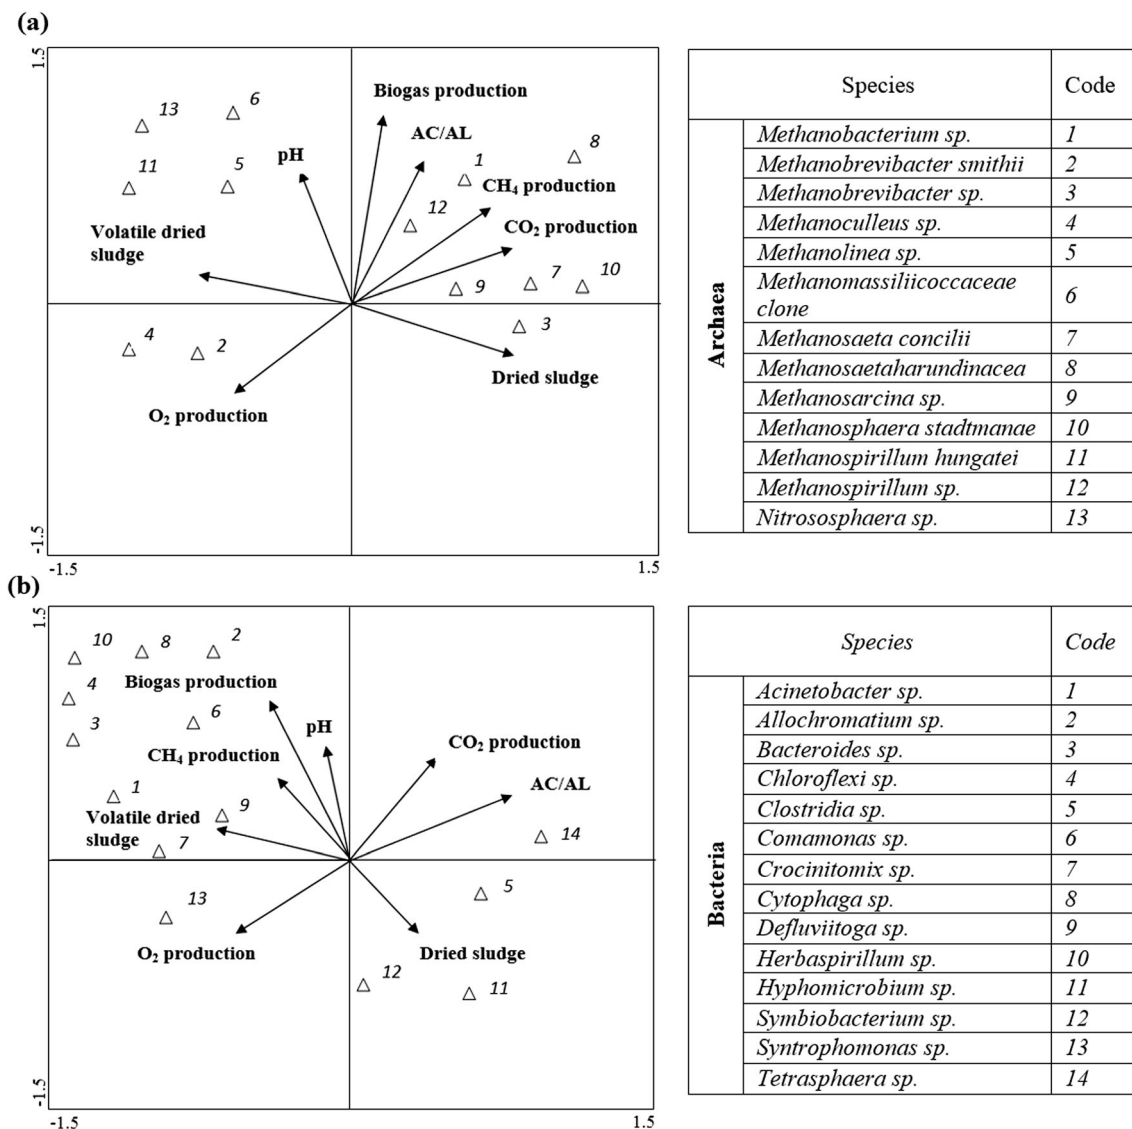 (a)
1.5
Biogas production
AC/AL
pH
CH4 production
CO2 production
Volatile dried
sludge
Dried sludge
O2 production
13
6
11
5
1
8
12
9
7
10
3
4
2
-1.5
-1.5
1.5
Species Code
Archaea
Methanobacterium sp. 1
Methanobrevibacter smithii 2
Methanobrevibacter sp. 3
Methanoculleus sp. 4
Methanolinea sp. 5
Methanomassiliicoccaceae
clone 6
Methanosaeta concilii 7
Methanosaetaharundinacea 8
Methanosarcina sp. 9
Methanosphaera stadtmanae 10
Methanospirillum hungatei 11
Methanospirillum sp. 12
Nitrososphaera sp. 13
(b)
1.5
10
8
2
Biogas production
4
6
3
pH
CH4 production
CO2 production
AC/AL
1
9
Volatile dried
sludge
7
14
13
5
O2 production
Dried sludge
12
11
-1.5
-1.5
1.5
Species Code
Bacteria
Acinetobacter sp. 1
Allochromatium sp. 2
Bacteroides sp. 3
Chloroflexi sp. 4
Clostridia sp. 5
Comamonas sp. 6
Crocinitomix sp. 7
Cytophaga sp. 8
Defluviitoga sp. 9
Herbaspirillum sp. 10
Hyphomicrobium sp. 11
Symbiobacterium sp. 12
Syntrophomonas sp. 13
Tetrasphaera sp. 14